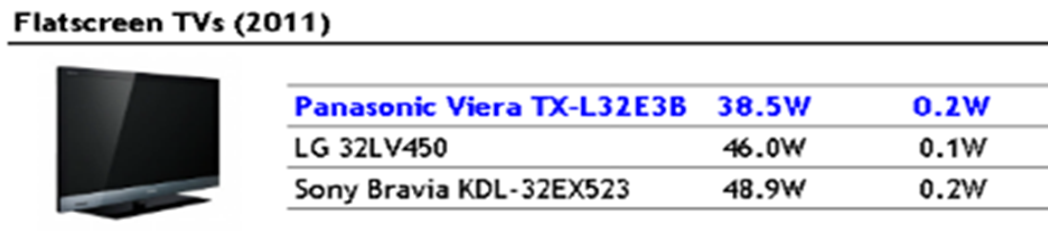 Flatscreen TVs (2011)
Panasonic Viera TX-L32E3B 38.5W 0.2W
LG 32LV450 46.0W 0.1W
Sony Bravia KDL-32EX523 48.9W 0.2W